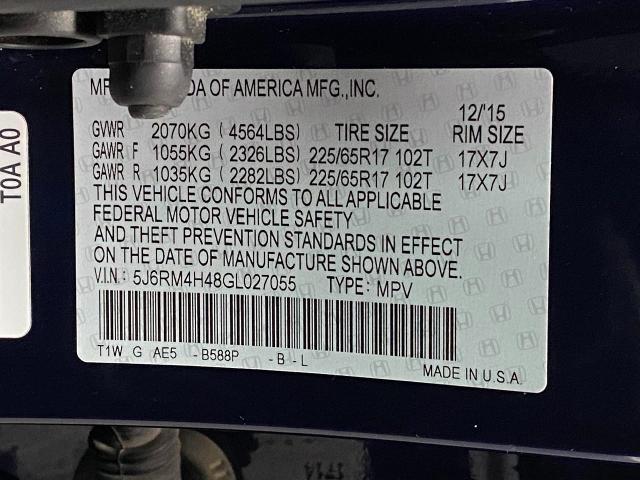 MF DA OF AMERICA MFG.,INC.
12/'15
GVWR 2070KG (4564LBS) TIRE SIZE RIM SIZE
GAWR F 1055KG (2326LBS) 225/65R17 102T 17X7J
GAWR R 1035KG (2282LBS) 225/65R17 102T 17X7J
THIS VEHICLE CONFORMS TO ALL APPLICABLE
FEDERAL MOTOR VEHICLE SAFETY
AND THEFT PREVENTION STANDARDS IN EFFECT
ON THE DATE OF MANUFACTURE SHOWN ABOVE.
V.I.N.: 5J6RM4H48GL027055 TYPE: MPV
T1W G AE5 -B588P -B-L
MADE IN U.S.A.
T0A A0